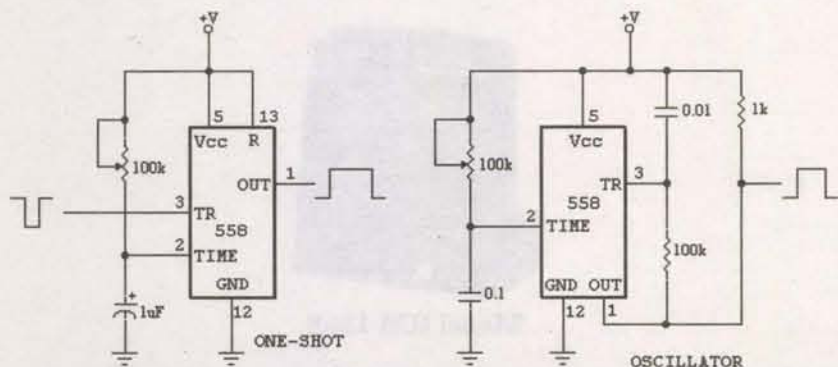 +V
5
13
Vcc
R
100k
OUT
1
3
TR
558
2
TIME
GND
+
1uF
12
ONE-SHOT
+V
5
0.01
1k
Vcc
100k
3
TR
558
2
TIME
100k
0.1
GND
OUT
12
1
OSCILLATOR